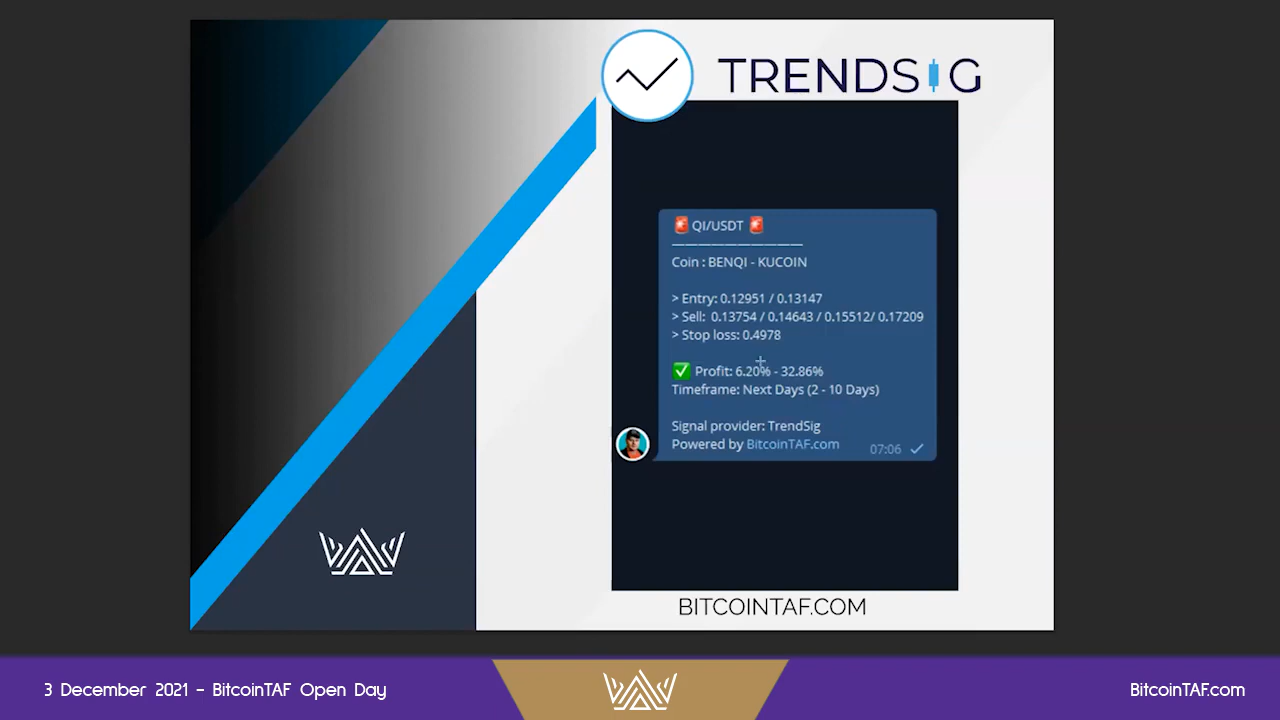 TRENDSIG
🚨 QI/USDT 🚨
——————————
Coin : BENQI - KUCOIN
> Entry: 0.12951 / 0.13147
> Sell:  0.13754 / 0.14643 / 0.15512/ 0.17209
> Stop loss: 0.4978
✅ Profit: 6.20% - 32.86%
Timeframe: Next Days (2 - 10 Days)
Signal provider: TrendSig
Powered by BitcoinTAF.com
07:06
BITCOINTAF.COM
3 December 2021 - BitcoinTAF Open Day
BitcoinTAF.com